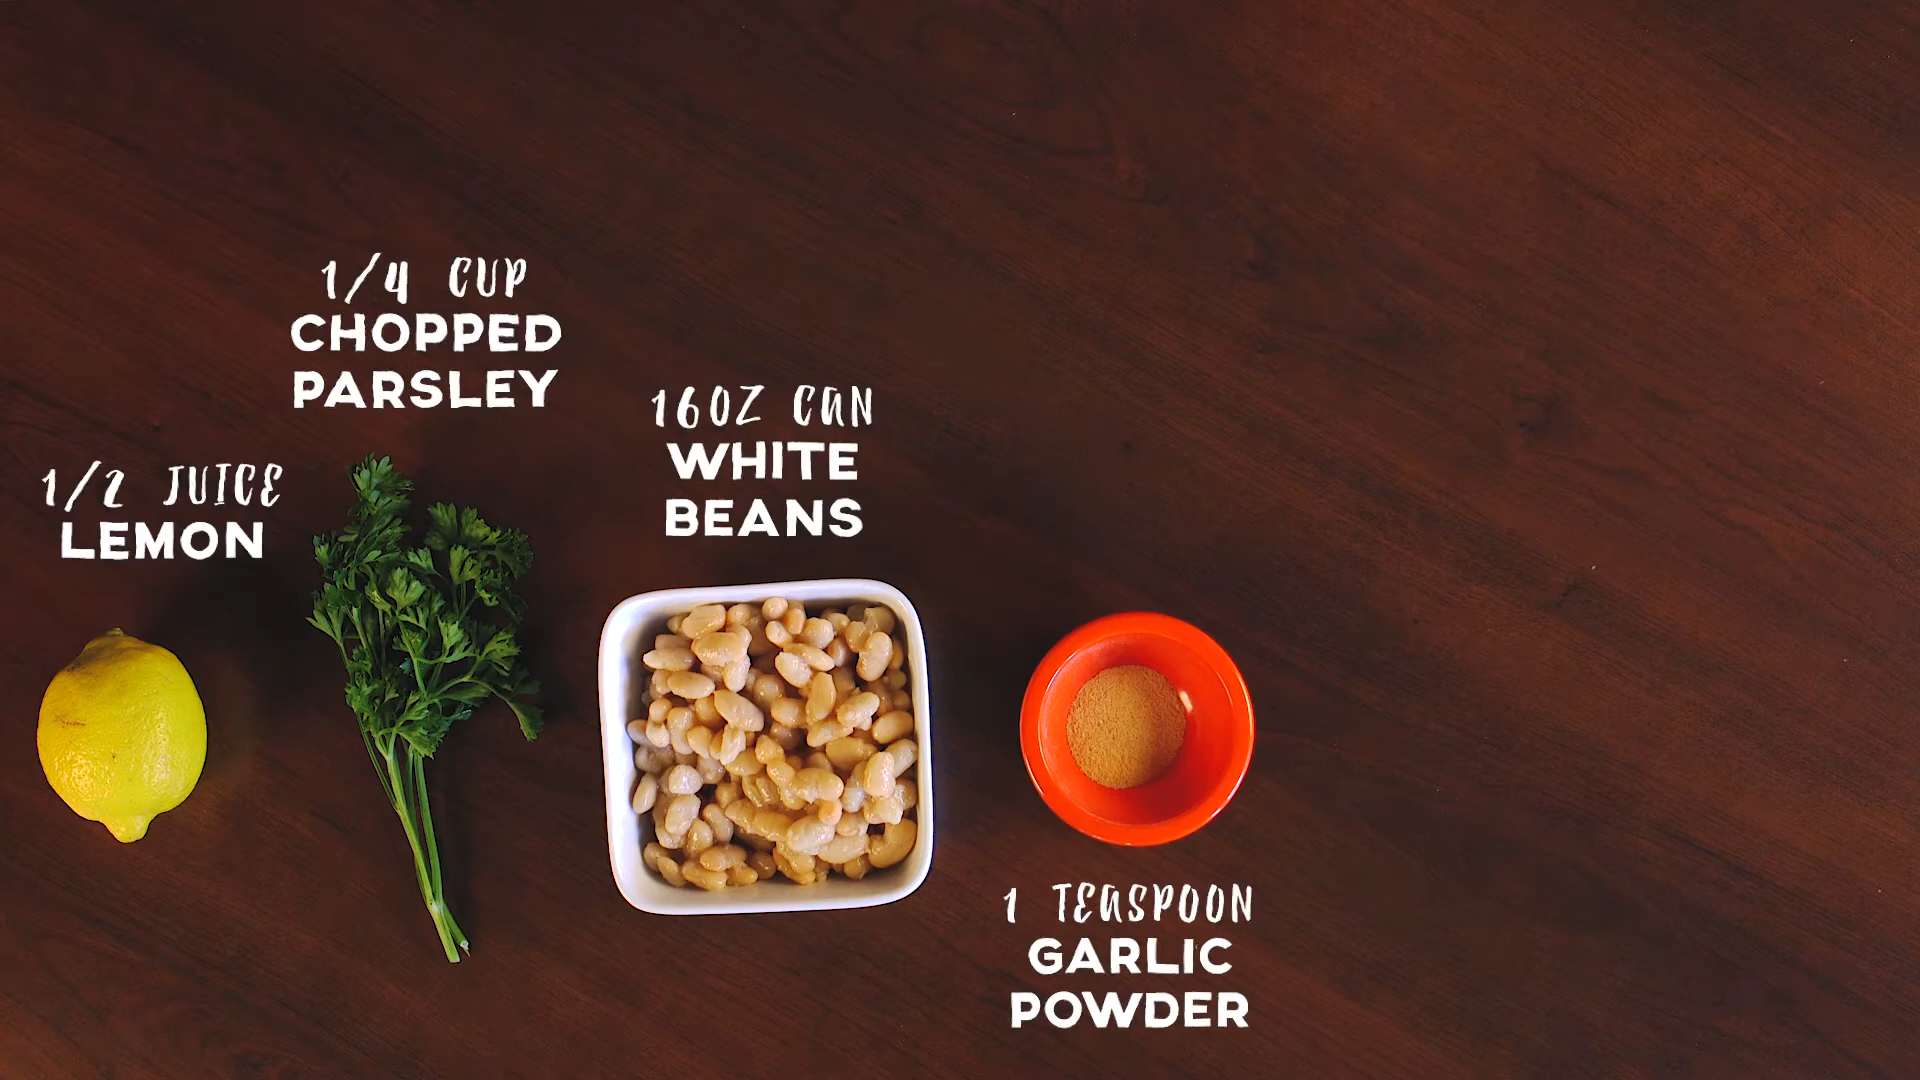 1/2 JUICE
LEMON
1/4 CUP
CHOPPED
PARSLEY
16OZ CAN
WHITE
BEANS
1 TEASPOON
GARLIC
POWDER